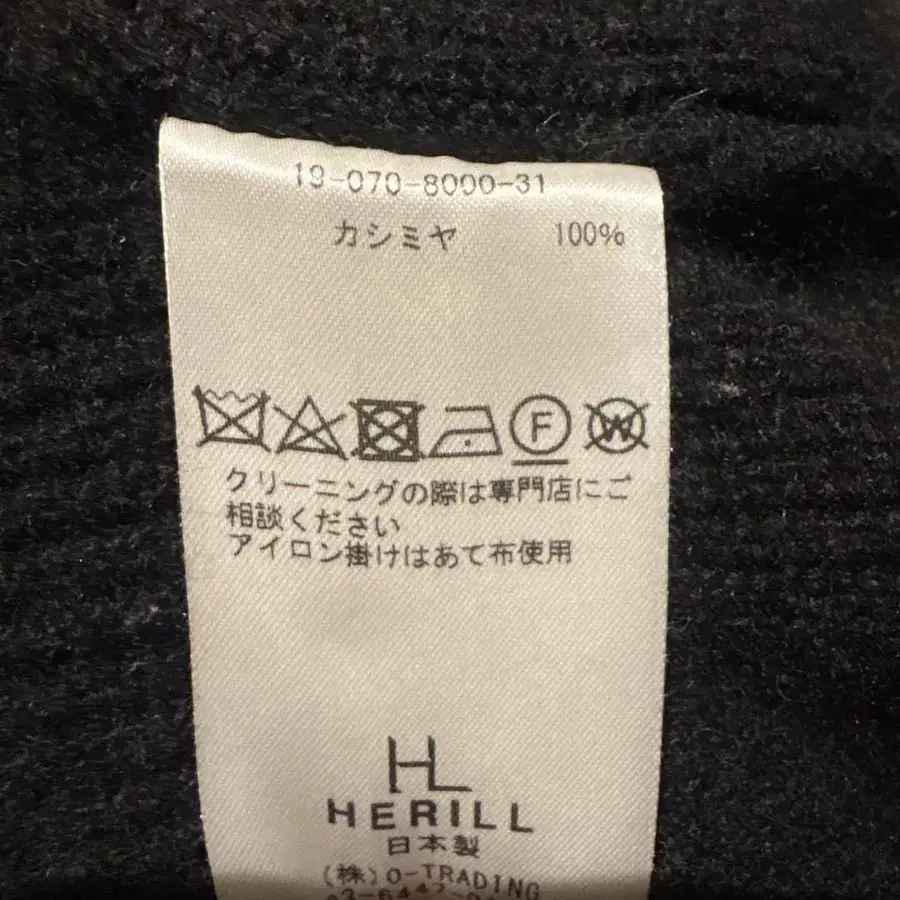 19-070-8000-31
カシミヤ 100%
F W
クリーニングの際は専門店にご
相談ください
アイロン掛けはあて布使用
HL
HERILL
日本製
(株)O-TRADING